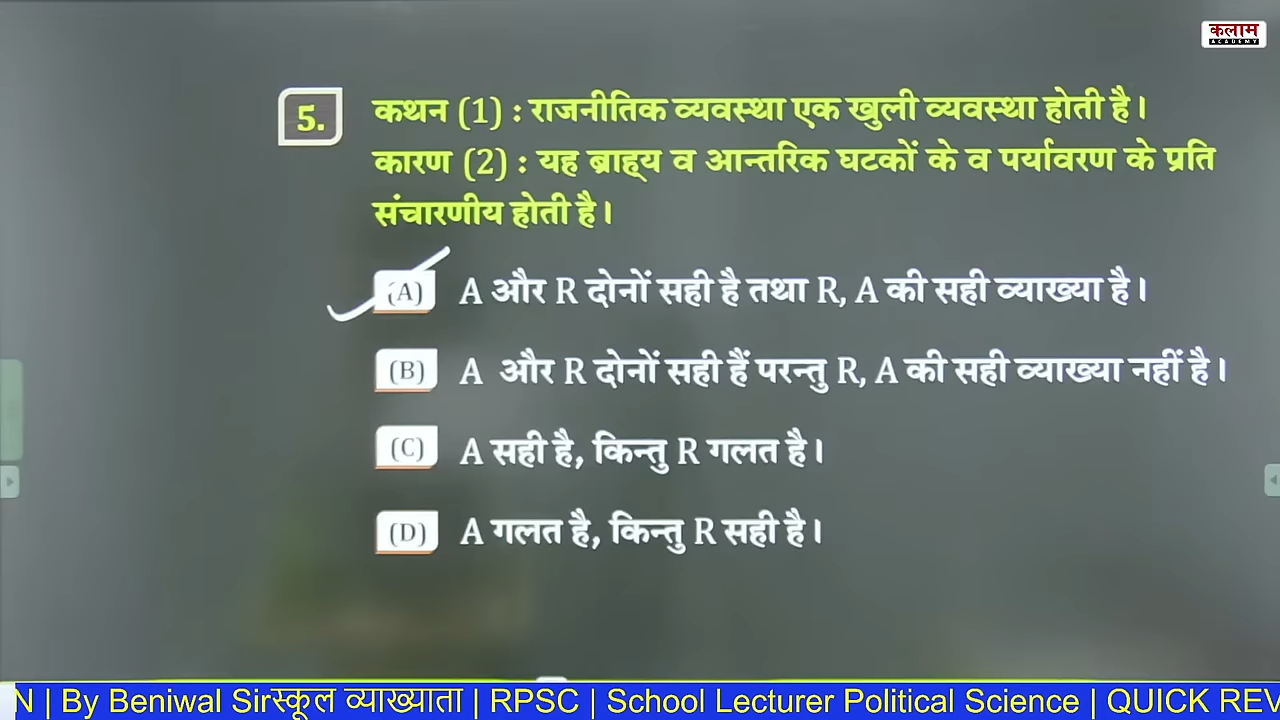 कलाम
ACADEMY
5. कथन (1) : राजनीतिक व्यवस्था एक खुली व्यवस्था होती है।
कारण (2) : यह ब्राह्य व आन्तरिक घटकों के व पर्यावरण के प्रति
संचारणीय होती है।
(A) A और R दोनों सही है तथा R, A की सही व्याख्या है।
(B) A और R दोनों सही हैं परन्तु R, A की सही व्याख्या नहीं है।
(C) A सही है, किन्तु R गलत है।
(D) A गलत है, किन्तु R सही है।
N | By Beniwal Sirस्कूल व्याख्याता | RPSC | School Lecturer Political Science | QUICK REV